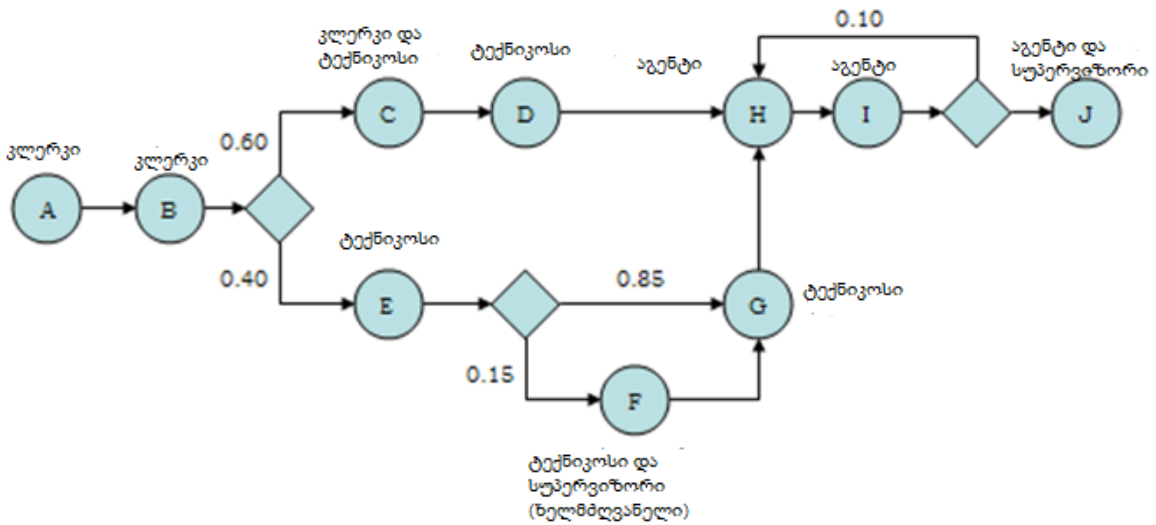 0.10
კლერკი და
ტექნიკოსი
ტექნიკოსი
აგენტი
აგენტი
აგენტი და
სუპერვიზორი
C
D
H
I
J
0.60
კლერკი
კლერკი
A
B
ტექნიკოსი
0.40
0.85
E
G
ტექნიკოსი
0.15
F
ტექნიკოსი და
სუპერვიზორი
(ხელმძღვანელი)